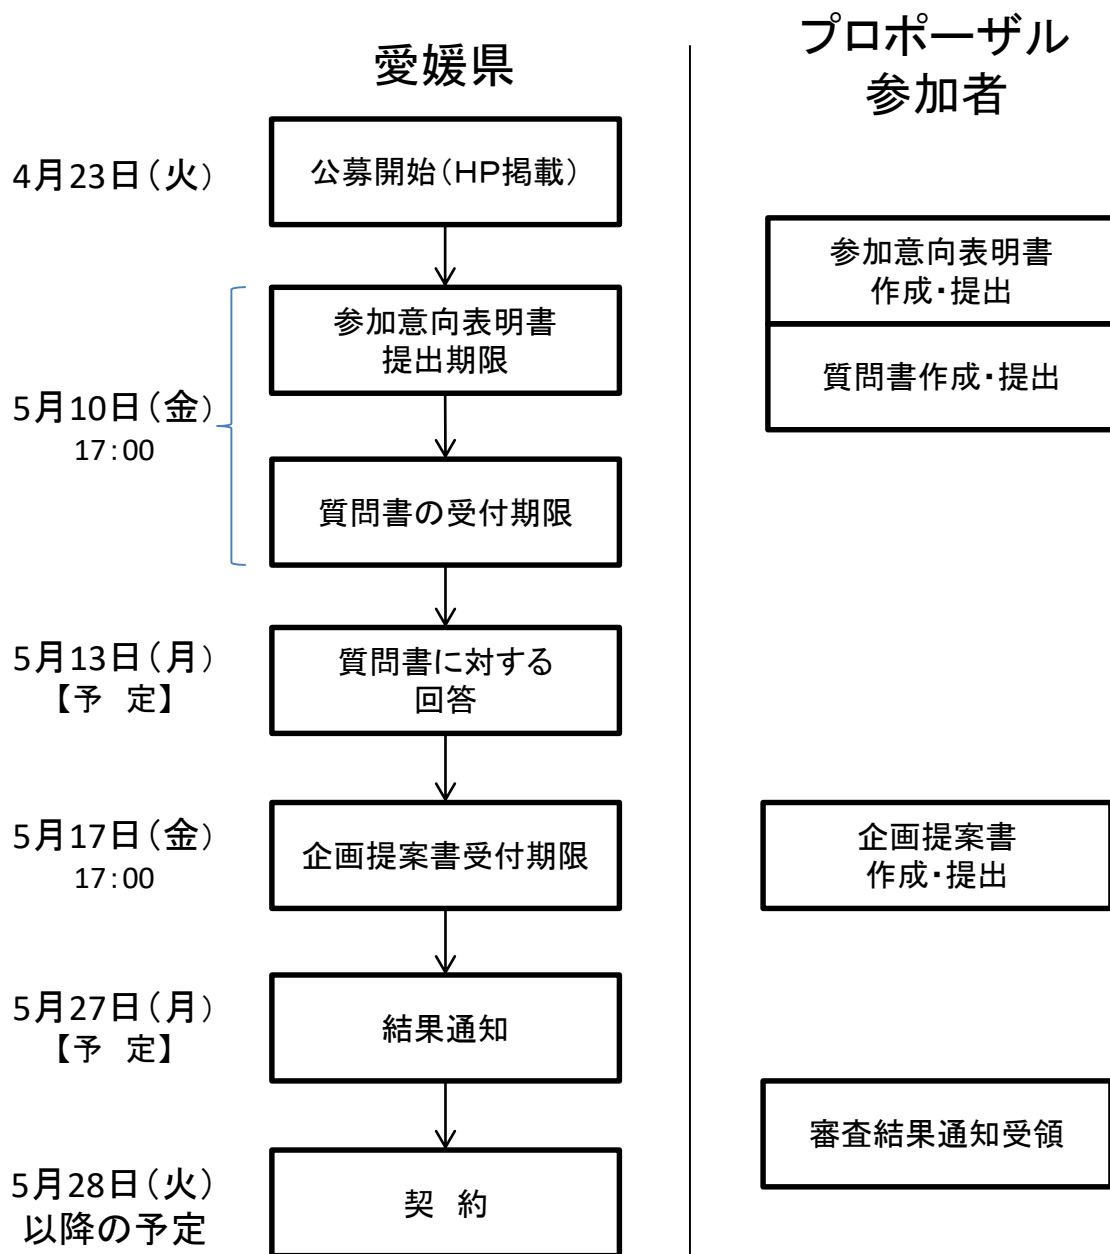 愛媛県
プロポーザル
参加者
4月23日(火)
公募開始(HP掲載)
参加意向表明書
作成・提出
参加意向表明書
提出期限
質問書作成・提出
5月10日(金)
17:00
質問書の受付期限
5月13日(月)
【予 定】
質問書に対する
回答
5月17日(金)
17:00
企画提案書受付期限
企画提案書
作成・提出
5月27日(月)
【予 定】
結果通知
審査結果通知受領
5月28日(火)
以降の予定
契 約